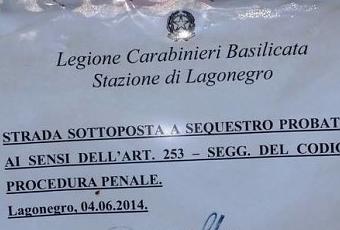 Legione Carabinieri Basilicata
Stazione di Lagonegro
STRADA SOTTOPOSTA A SEQUESTRO PROBAT
AI SENSI DELL'ART. 253 – SEGG. DEL CODIC
PROCEDURA PENALE.
Lagonegro, 04.06.2014.